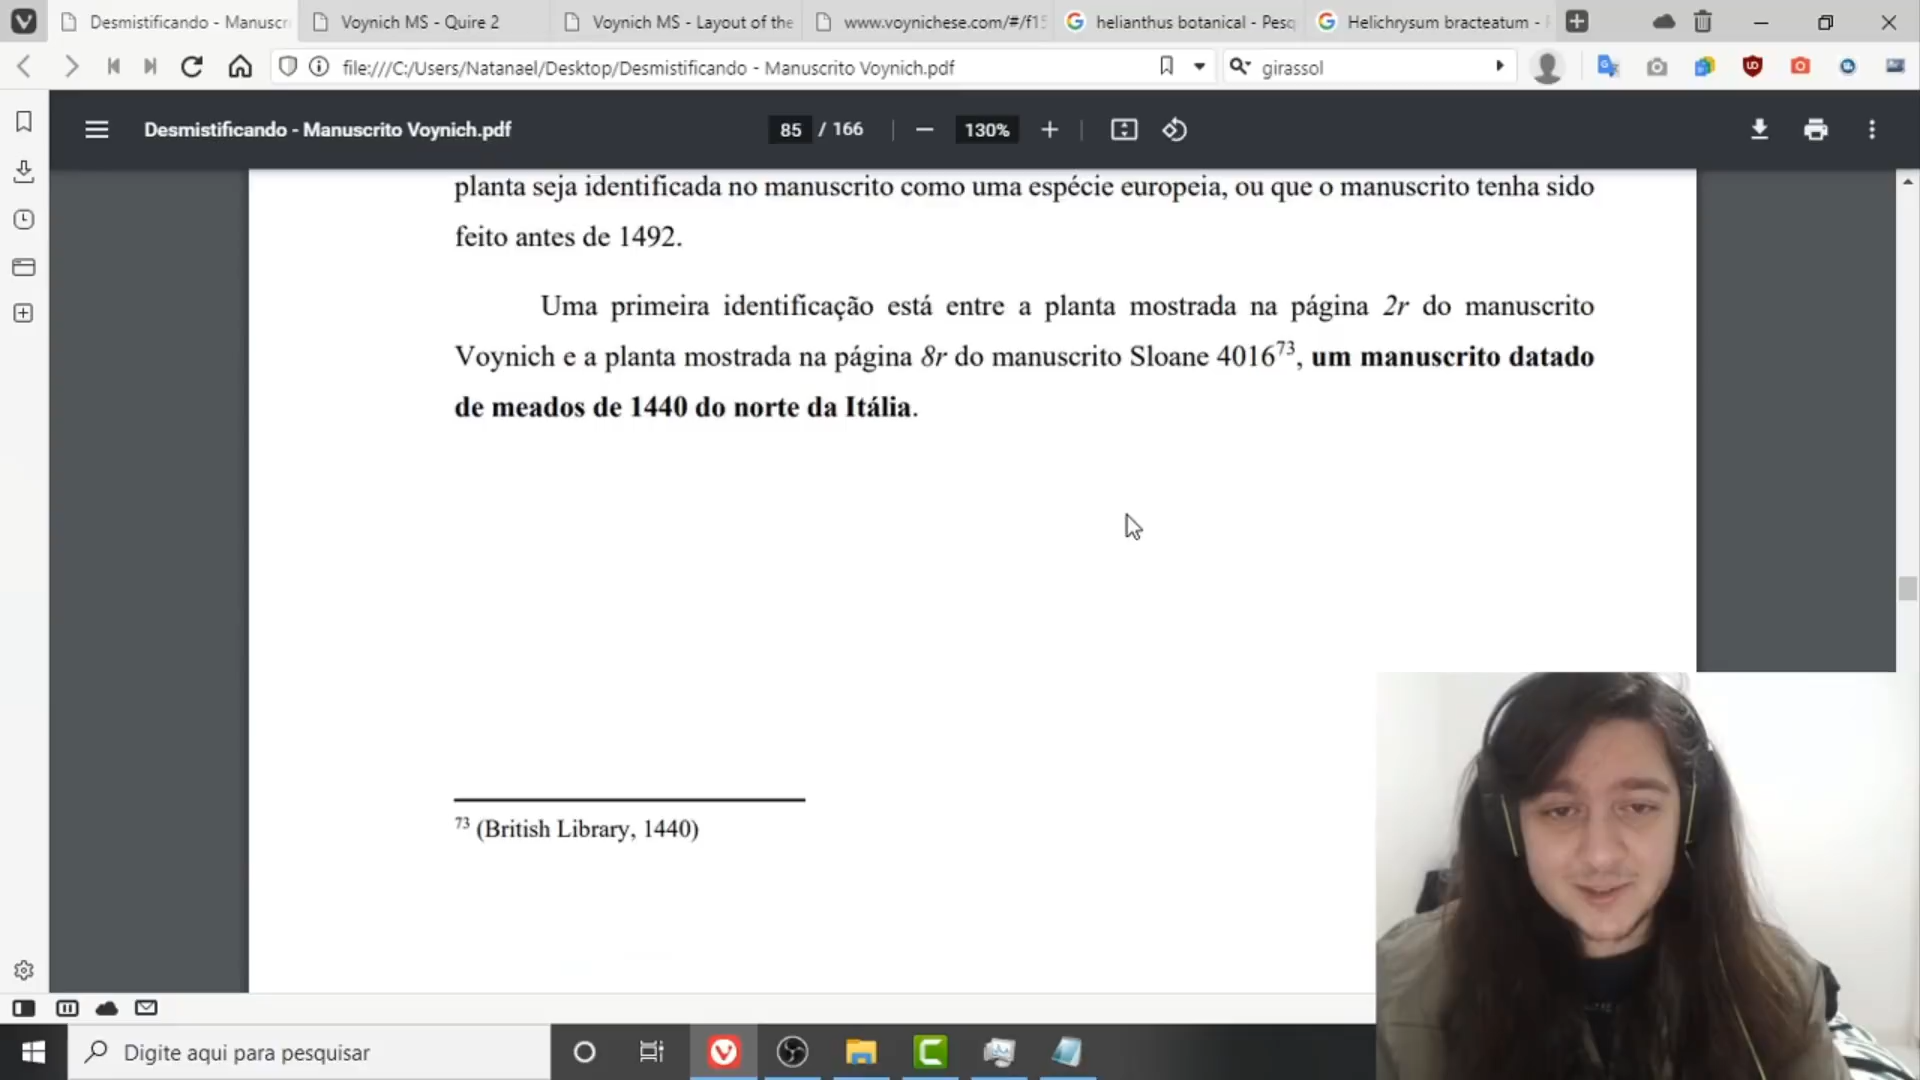 Desmistificando - Manuscr
Voynich MS - Quire 2
Voynich MS - Layout of the
www.voynichese.com/#/f15
helianthus botanical - Pesq
Helichrysum bracteatum -
file:///C:/Users/Natanael/Desktop/Desmistificando - Manuscrito Voynich.pdf
girassol
Desmistificando - Manuscrito Voynich.pdf
85 / 166
130%
planta seja identificada no manuscrito como uma espécie europeia, ou que o manuscrito tenha sido
feito antes de 1492.
Uma primeira identificação está entre a planta mostrada na página 2r do manuscrito
Voynich e a planta mostrada na página 8r do manuscrito Sloane 4016⁷³, um manuscrito datado
de meados de 1440 do norte da Itália.
⁷³ (British Library, 1440)
Digite aqui para pesquisar